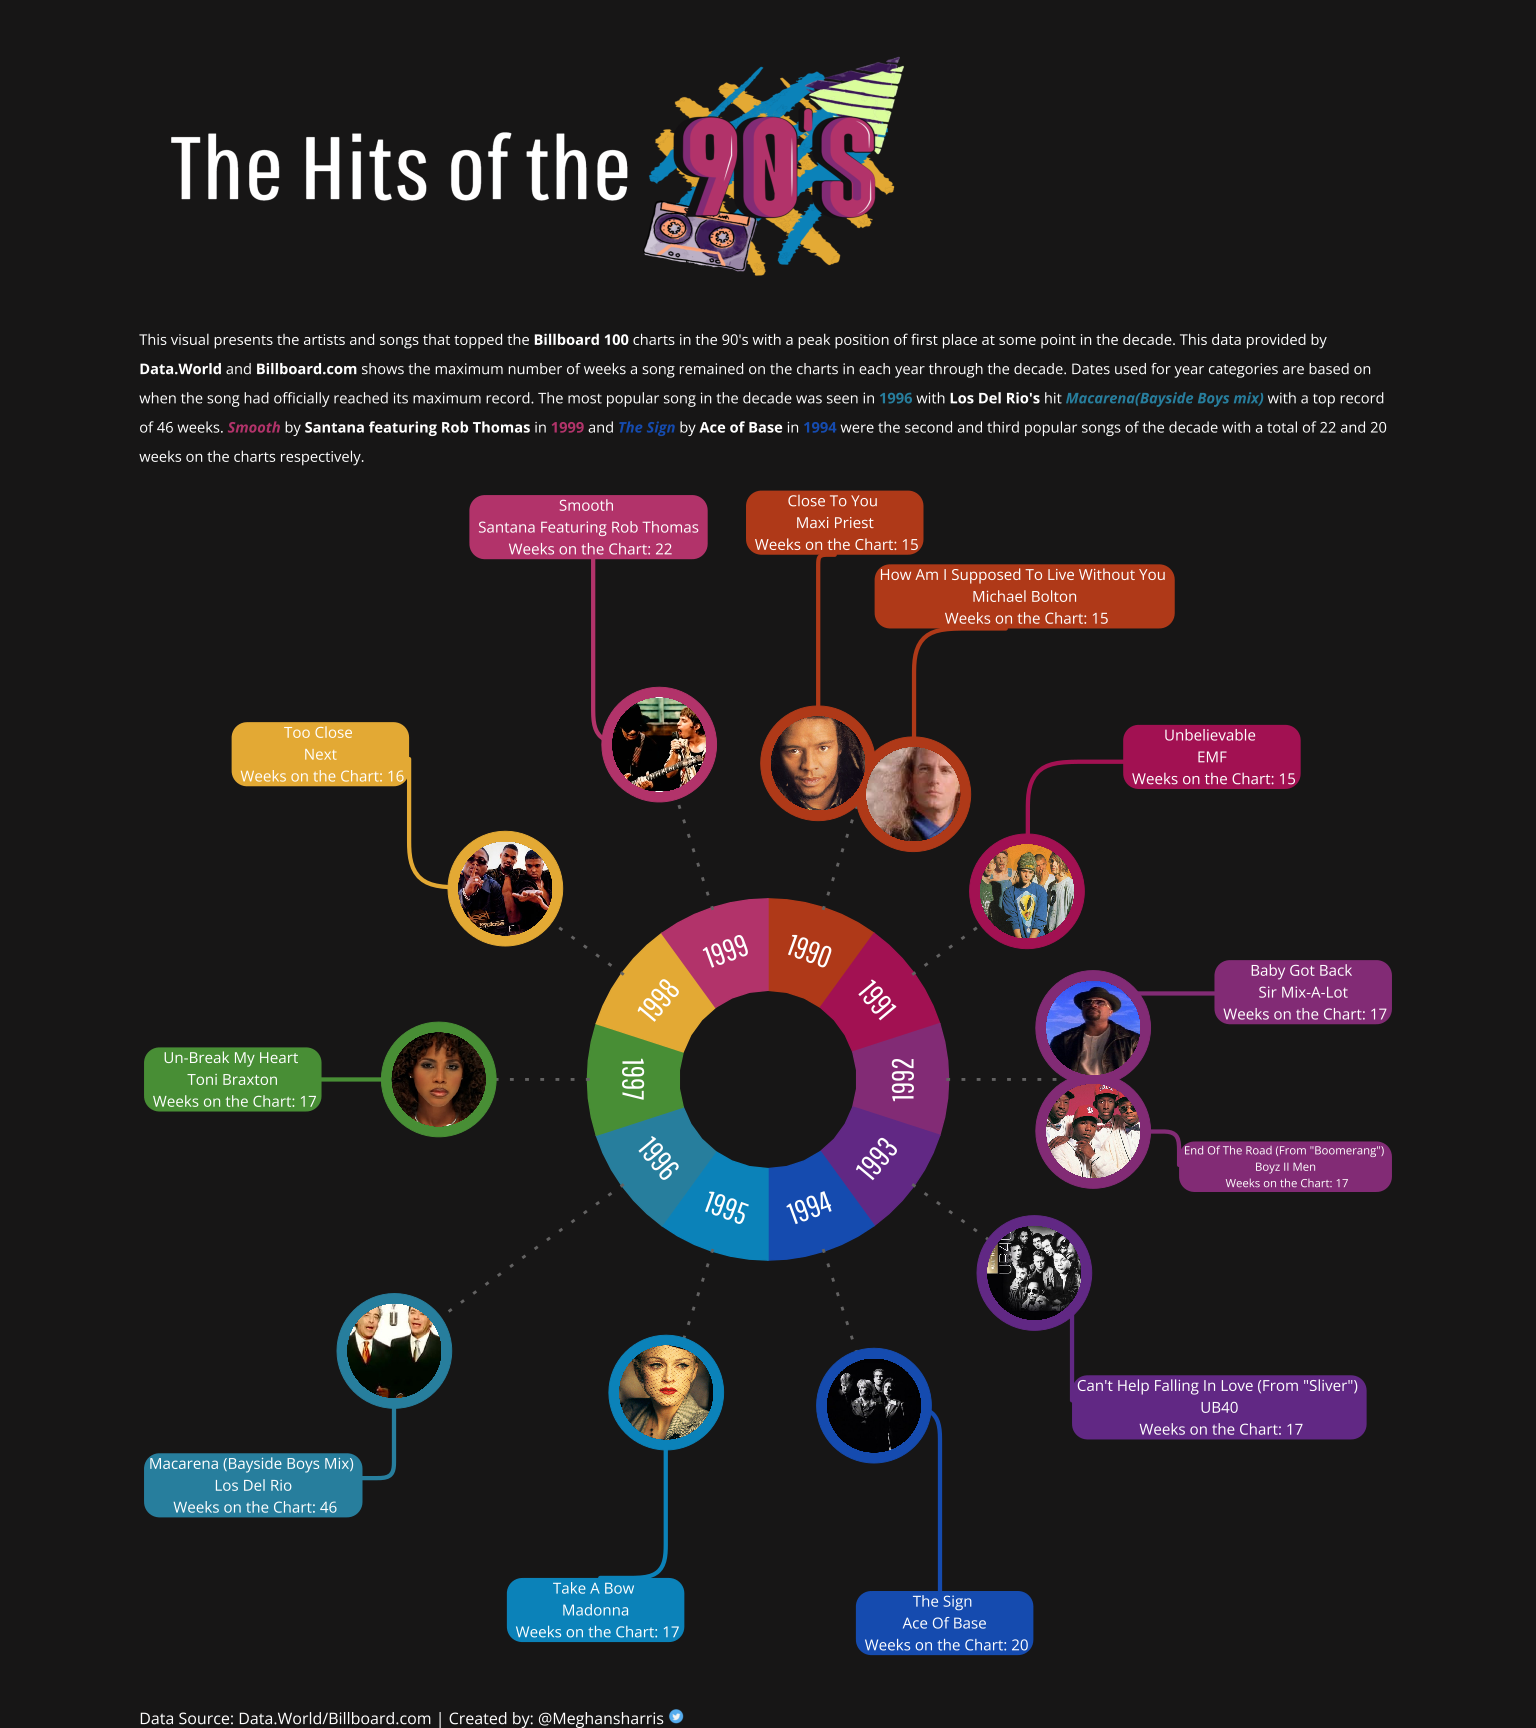 The Hits of the 90'S
This visual presents the artists and songs that topped the Billboard 100 charts in the 90's with a peak position of first place at some point in the decade. This data provided by
Data.World and Billboard.com shows the maximum number of weeks a song remained on the charts in each year through the decade. Dates used for year categories are based on
when the song had officially reached its maximum record. The most popular song in the decade was seen in 1996 with Los Del Rio's hit Macarena(Bayside Boys mix) with a top record
of 46 weeks. Smooth by Santana featuring Rob Thomas in 1999 and The Sign by Ace of Base in 1994 were the second and third popular songs of the decade with a total of 22 and 20
weeks on the charts respectively.
Smooth
Santana Featuring Rob Thomas
Weeks on the Chart: 22
Close To You
Maxi Priest
Weeks on the Chart: 15
How Am I Supposed To Live Without You
Michael Bolton
Weeks on the Chart: 15
Too Close
Next
Weeks on the Chart: 16
Unbelievable
EMF
Weeks on the Chart: 15
Baby Got Back
Sir Mix-A-Lot
Weeks on the Chart: 17
1999
1990
1998
1991
1997
1992
1996
1993
1995
1994
Un-Break My Heart
Toni Braxton
Weeks on the Chart: 17
End Of The Road (From "Boomerang")
Boyz II Men
Weeks on the Chart: 17
UB40
Can't Help Falling In Love (From "Sliver")
UB40
Weeks on the Chart: 17
U
Macarena (Bayside Boys Mix)
Los Del Rio
Weeks on the Chart: 46
Take A Bow
Madonna
Weeks on the Chart: 17
The Sign
Ace Of Base
Weeks on the Chart: 20
Data Source: Data.World/Billboard.com | Created by: @Meghansharris